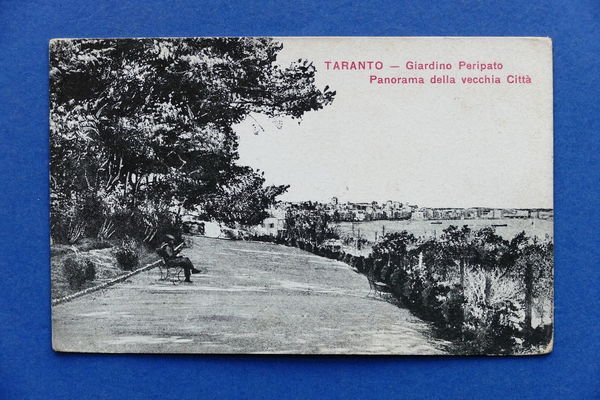 TARANTO — Giardino Peripato
Panorama della vecchia Città